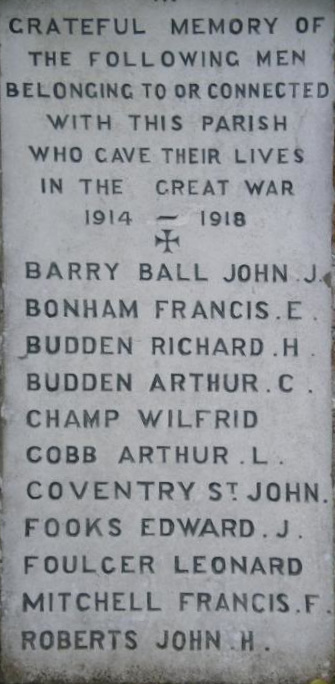 GRATEFUL MEMORY OF
THE FOLLOWING MEN
BELONGING TO OR CONNECTED
WITH THIS PARISH
WHO GAVE THEIR LIVES
IN THE GREAT WAR
1914 — 1918
BARRY BALL JOHN.J.
BONHAM FRANCIS.E.
BUDDEN RICHARD.H.
BUDDEN ARTHUR.C.
CHAMP WILFRID
COBB ARTHUR.L.
COVENTRY ST JOHN.
FOOKS EDWARD.J.
FOULGER LEONARD
MITCHELL FRANCIS.F.
ROBERTS JOHN.H.